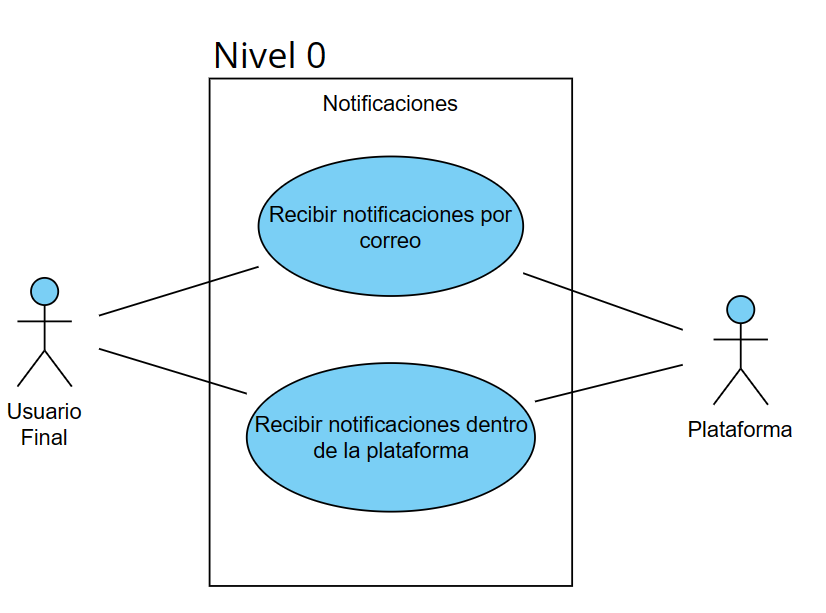 Nivel 0
Notificaciones
Recibir notificaciones por
correo
Usuario
Final
Recibir notificaciones dentro
de la plataforma
Plataforma